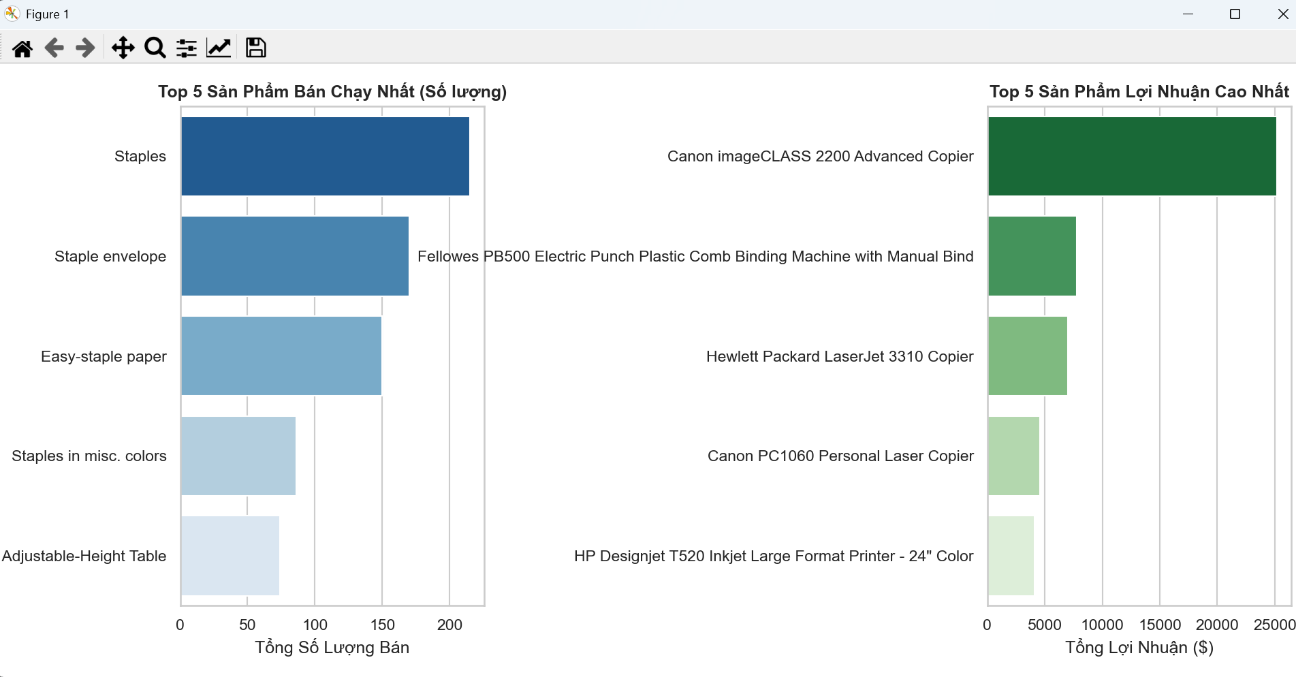 Figure 1
Top 5 Sản Phẩm Bán Chạy Nhất (Số lượng)
Staples
Staple envelope
Easy-staple paper
Staples in misc. colors
Adjustable-Height Table
0 50 100 150 200
Tổng Số Lượng Bán
Top 5 Sản Phẩm Lợi Nhuận Cao Nhất
Canon imageCLASS 2200 Advanced Copier
Fellowes PB500 Electric Punch Plastic Comb Binding Machine with Manual Bind
Hewlett Packard LaserJet 3310 Copier
Canon PC1060 Personal Laser Copier
HP Designjet T520 Inkjet Large Format Printer - 24" Color
0 5000 10000 15000 20000 25000
Tổng Lợi Nhuận ($)